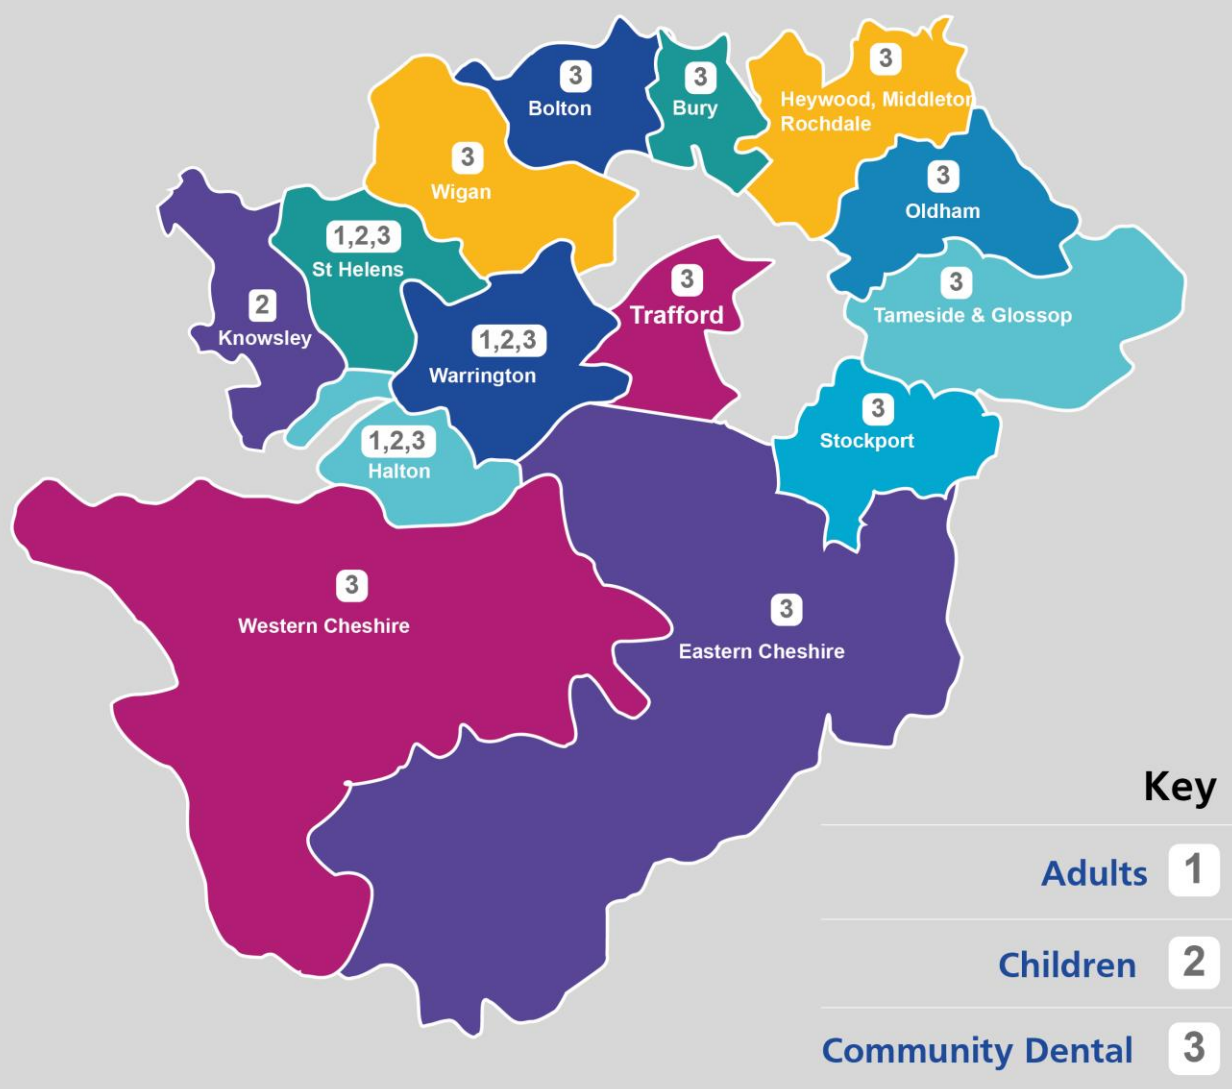 3
Bolton
3
Bury
3
Heywood, Middleton
Rochdale
3
Wigan
3
Oldham
1,2,3
St Helens
2
Knowsley
3
Trafford
3
Tameside & Glossop
1,2,3
Warrington
3
Stockport
1,2,3
Halton
3
Western Cheshire
3
Eastern Cheshire
Key
Adults 1
Children 2
Community Dental 3